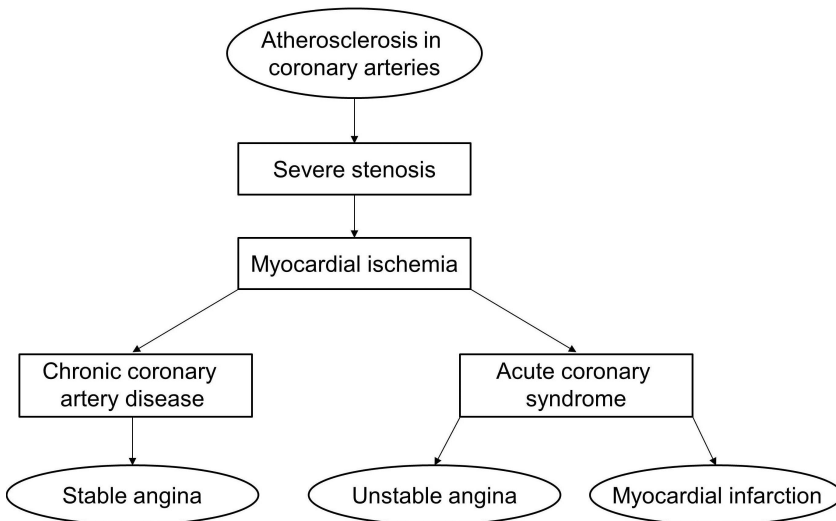 Atherosclerosis in
coronary arteries
Severe stenosis
Myocardial ischemia
Chronic coronary
artery disease
Acute coronary
syndrome
Stable angina
Unstable angina
Myocardial infarction